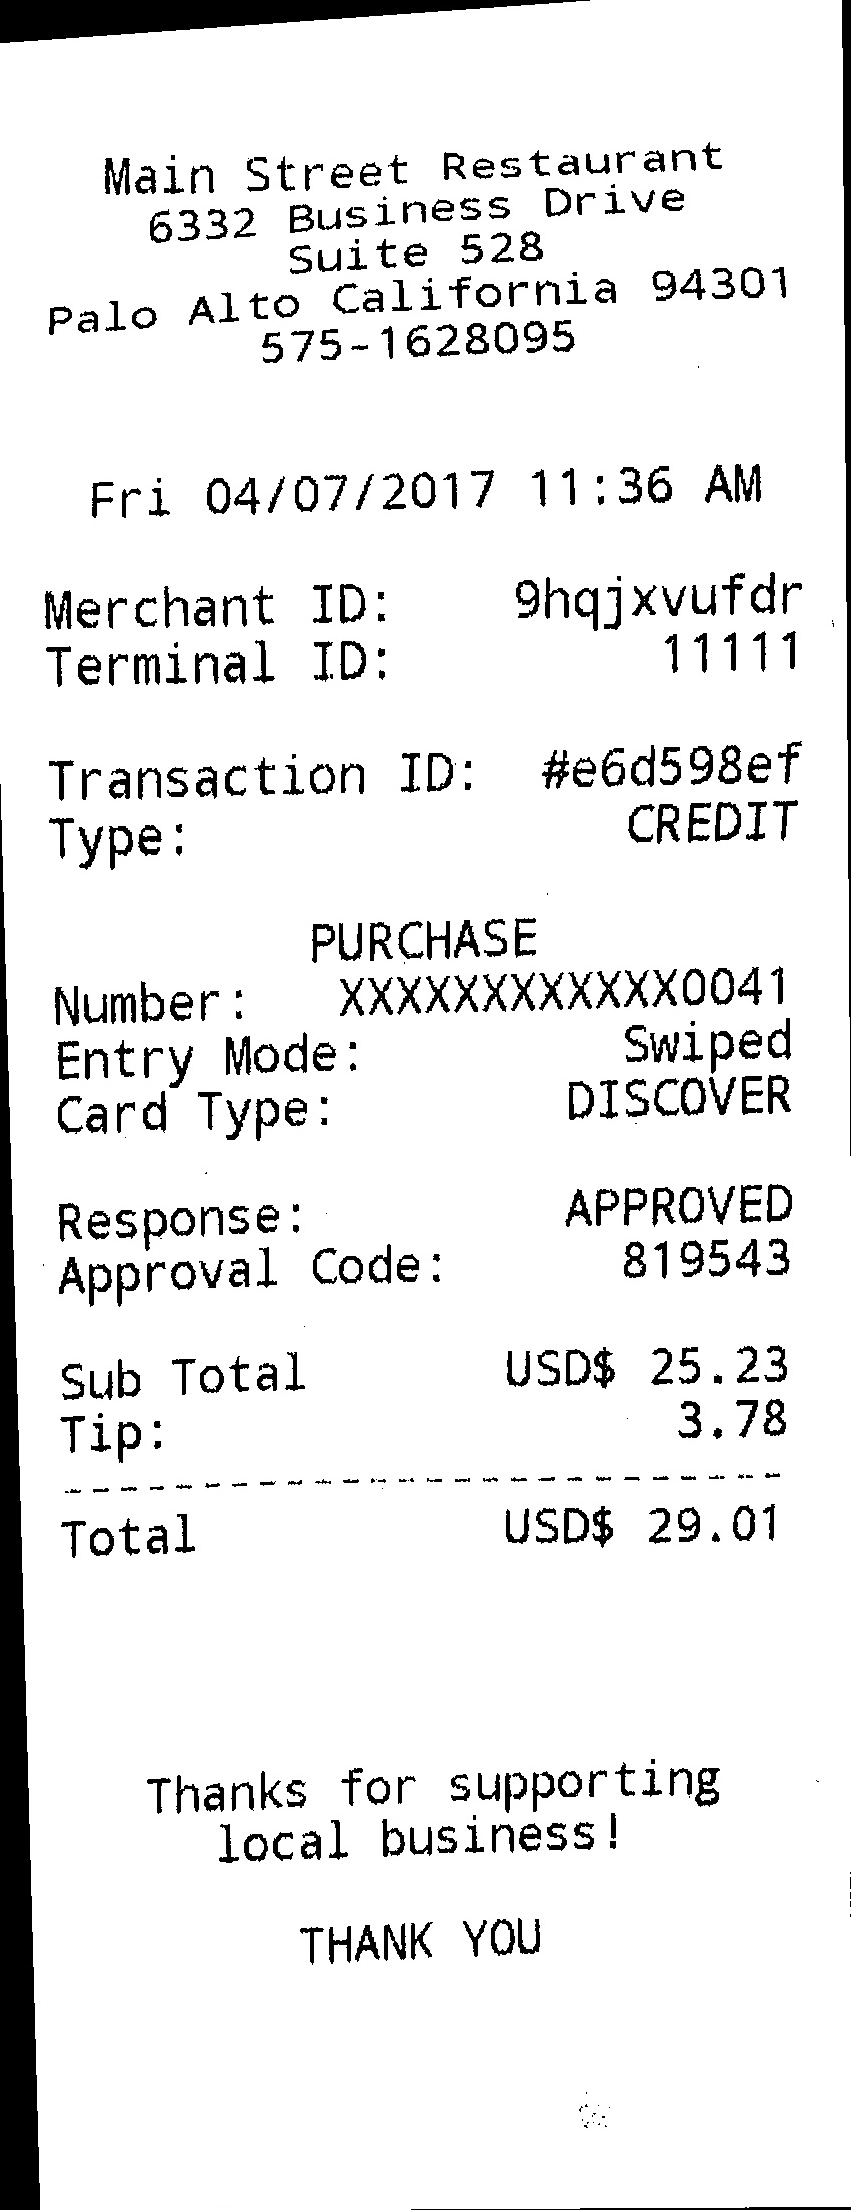 Main Street Restaurant
6332 Business Drive
Suite 528
Palo Alto California 94301
575-1628095
Fri 04/07/2017 11:36 AM
Merchant ID: 9hqjxvufdr
Terminal ID: 11111
Transaction ID: #e6d598ef
Type: CREDIT
PURCHASE
Number: XXXXXXXXXXXX0041
Entry Mode: Swiped
Card Type: DISCOVER
Response: APPROVED
Approval Code: 819543
Sub Total USD$ 25.23
Tip: 3.78
-------------------------
Total USD$ 29.01
Thanks for supporting
local business!
THANK YOU